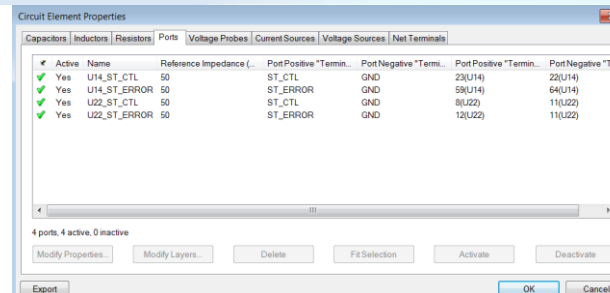 Circuit Element Properties
Capacitors Inductors Resistors Ports Voltage Probes Current Sources Voltage Sources Net Terminals
Active Name Reference Impedance (... Port Positive "Termin... Port Negative "Termi... Port Positive "Termin... Port Negative "T
Yes U14_ST_CTL 50 ST_CTL GND 23(U14) 22(U14)
Yes U14_ST_ERROR 50 ST_ERROR GND 59(U14) 64(U14)
Yes U22_ST_CTL 50 ST_CTL GND 8(U22) 11(U22)
Yes U22_ST_ERROR 50 ST_ERROR GND 12(U22) 11(U22)
4 ports, 4 active, 0 inactive
Modify Properties... Modify Layers... Delete Fit Selection Activate Deactivate
Export OK Cancel